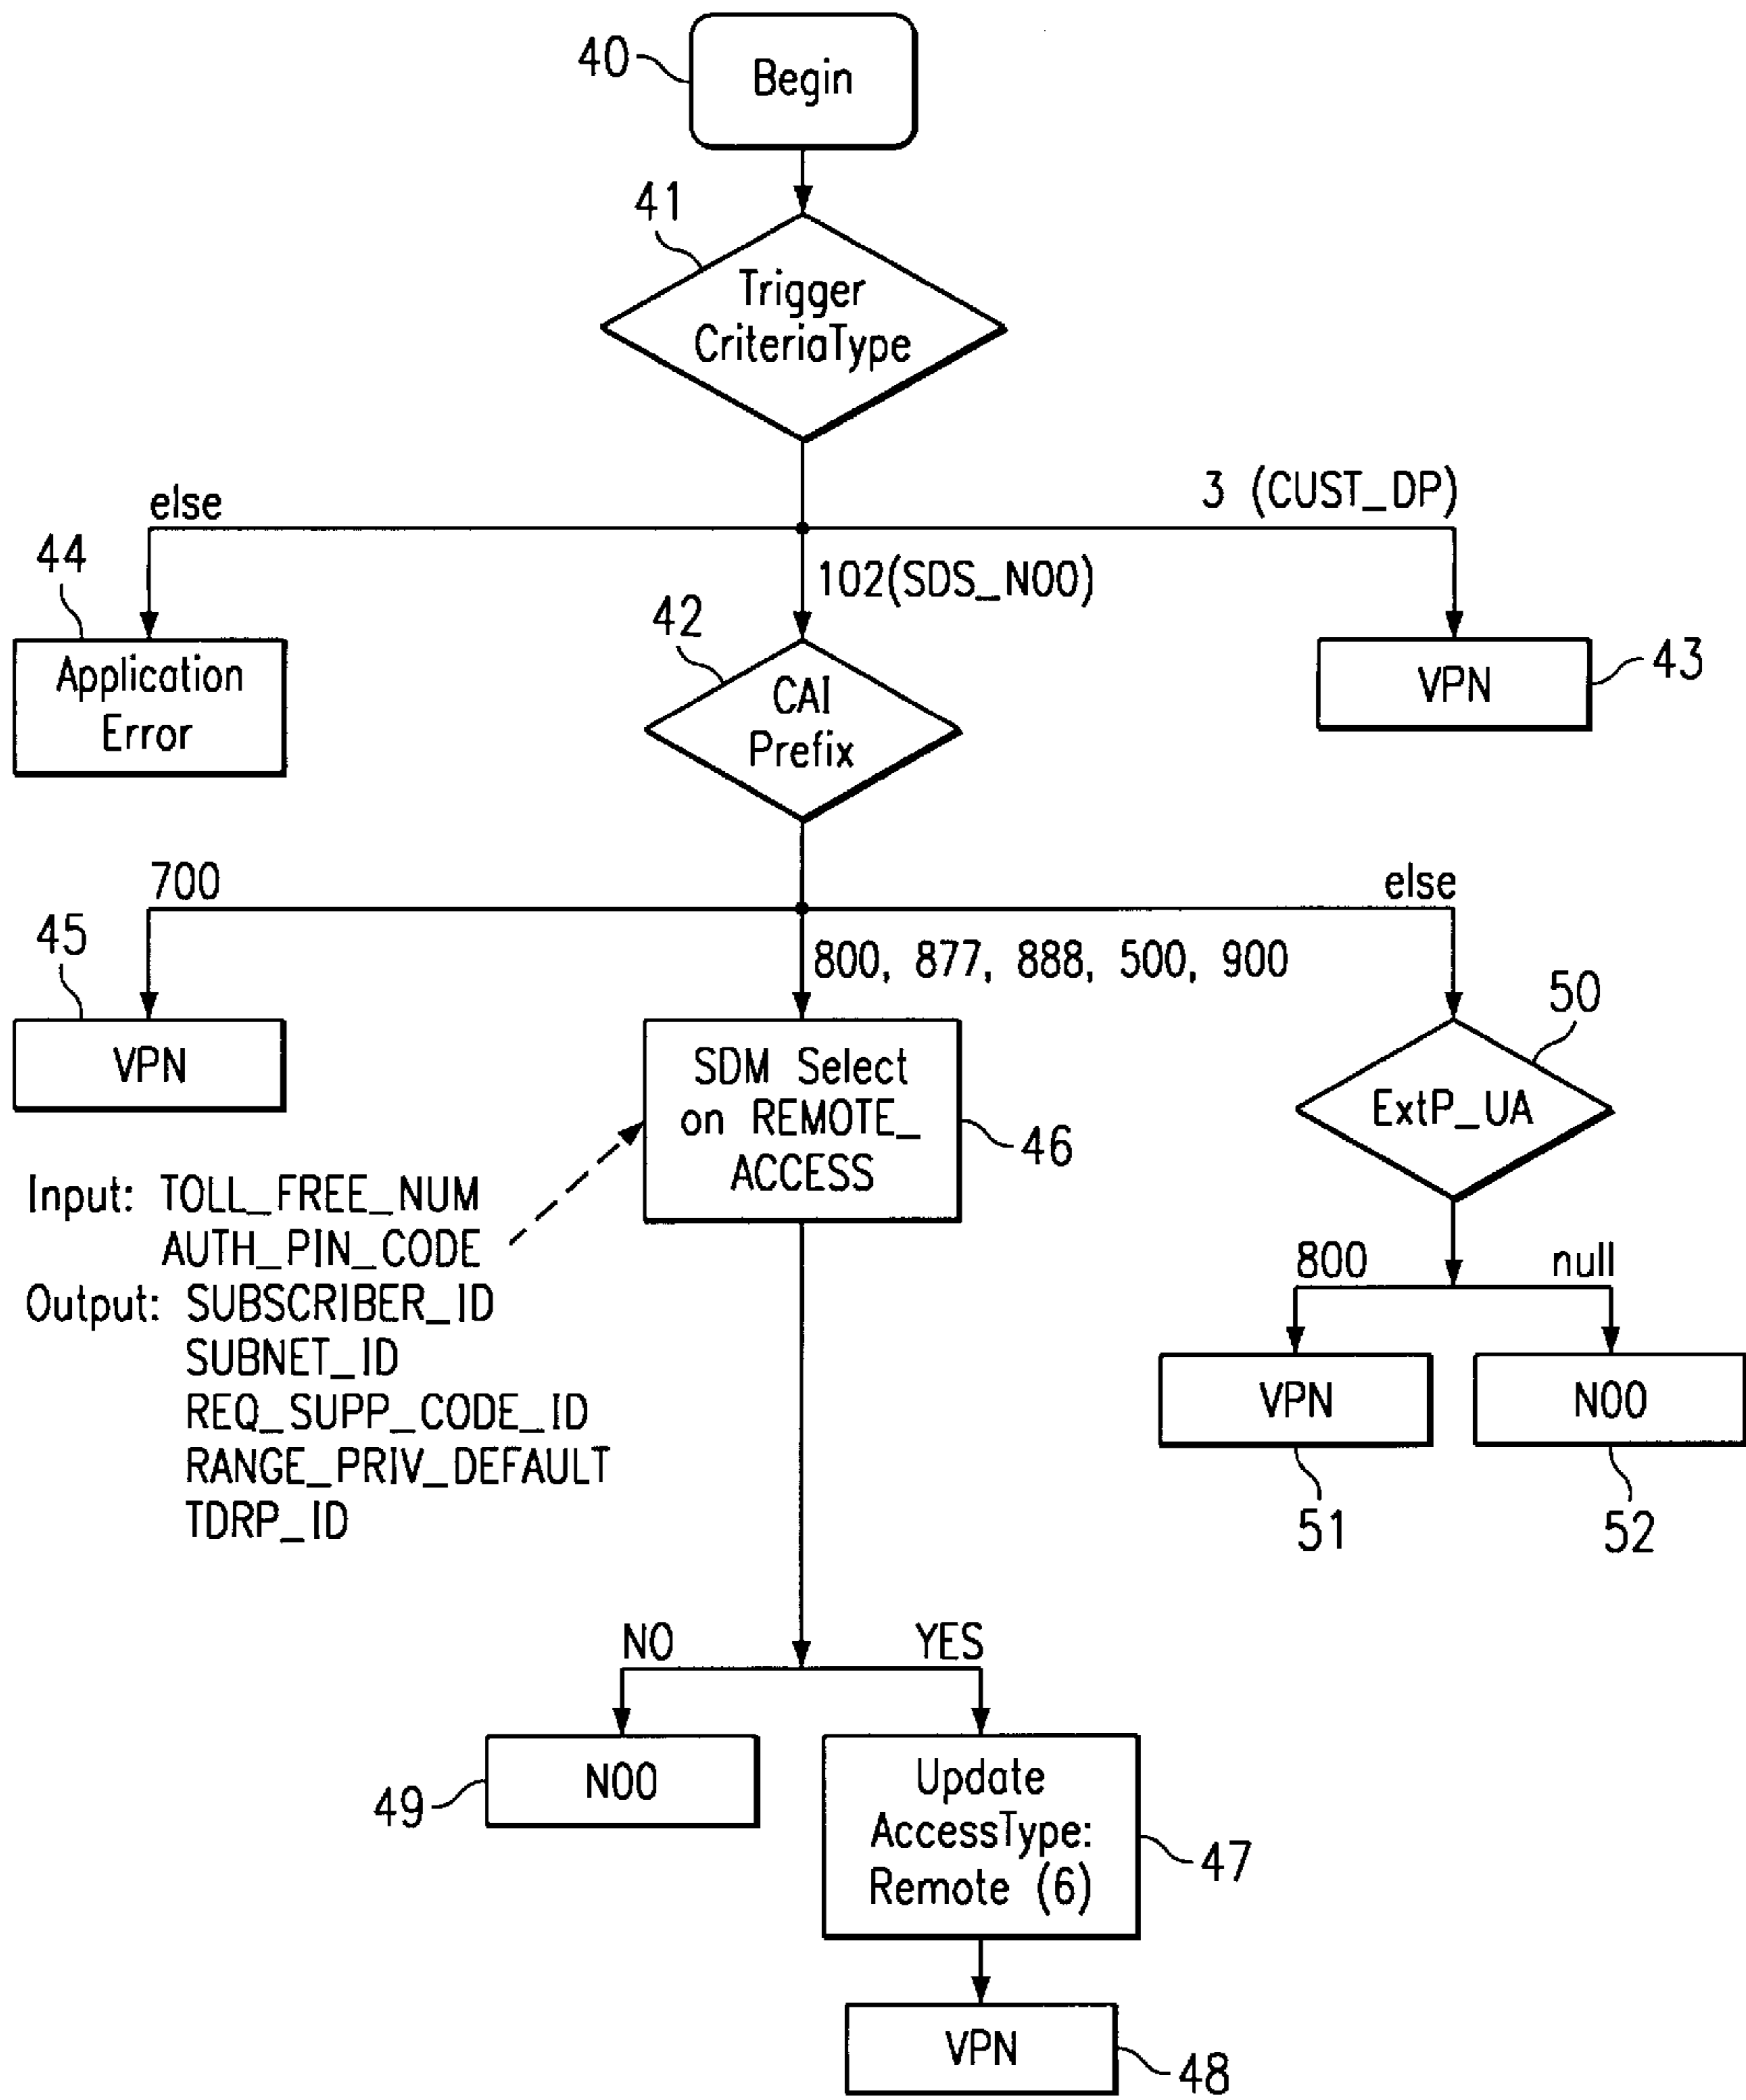 40
Begin
41
Trigger
CriteriaType
else
3 (CUST_DP)
102(SDS_N00)
44
Application
Error
42
CAI
Prefix
VPN
43
700
else
800, 877, 888, 500, 900
45
VPN
SDM Select
on REMOTE_
ACCESS
46
50
ExtP_UA
Input: TOLL_FREE_NUM
AUTH_PIN_CODE
Output: SUBSCRIBER_ID
SUBNET_ID
REQ_SUPP_CODE_ID
RANGE_PRIV_DEFAULT
TDRP_ID
800
null
VPN
N00
51
52
NO
YES
N00
49
Update
AccessType:
Remote (6)
47
VPN
48